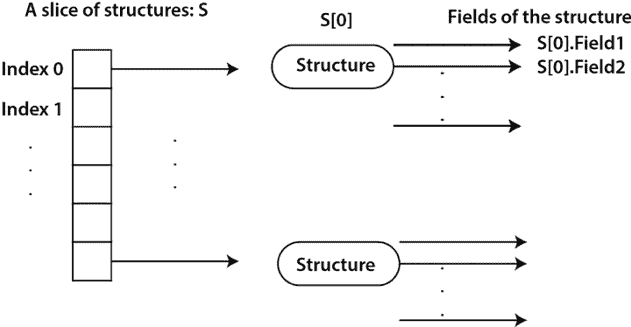 A slice of structures: S
S[0]
Fields of the structure
Index 0
Structure
S[0].Field1
S[0].Field2
Index 1
Structure